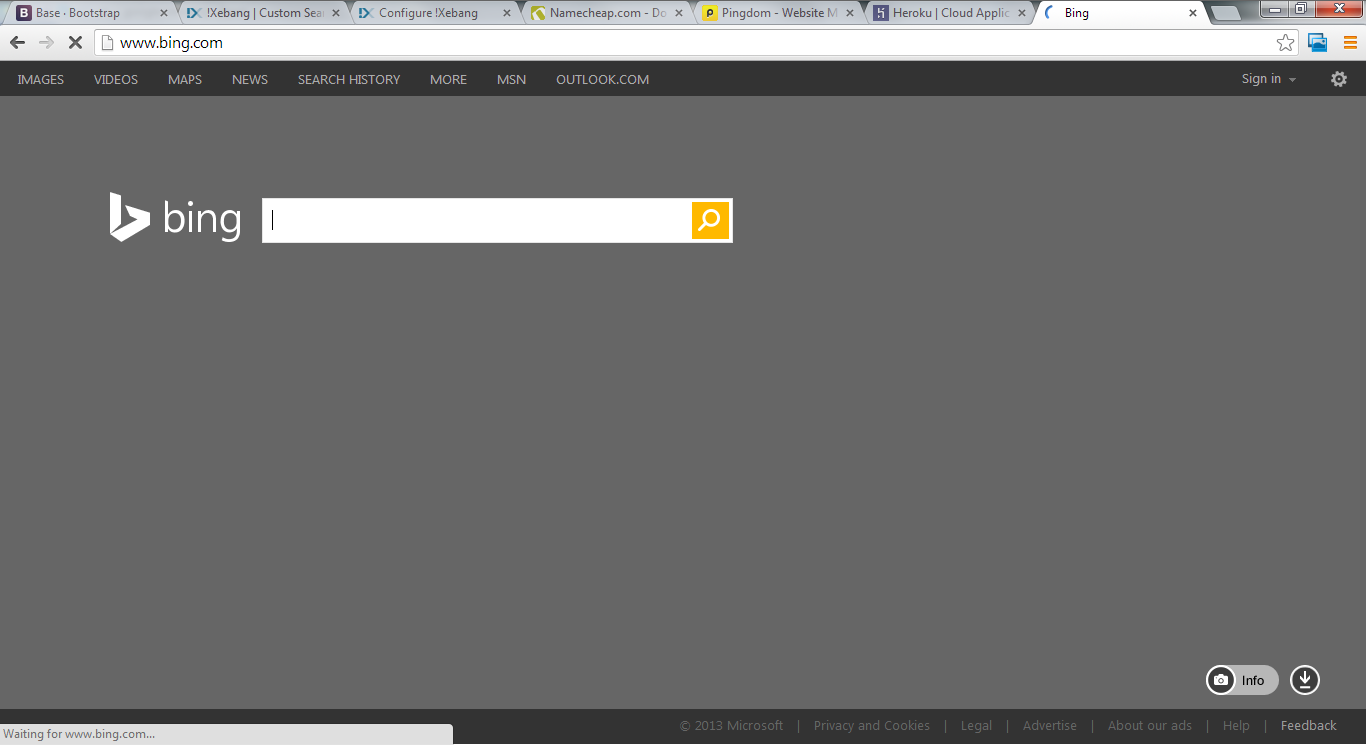 Base · Bootstrap !Xebang | Custom Sea Configure !Xebang Namecheap.com - Do Pingdom - Website M Heroku | Cloud Applic Bing
www.bing.com
IMAGES VIDEOS MAPS NEWS SEARCH HISTORY MORE MSN OUTLOOK.COM Sign in
bing
Info
© 2013 Microsoft | Privacy and Cookies | Legal | Advertise | About our ads | Help | Feedback
Waiting for www.bing.com...